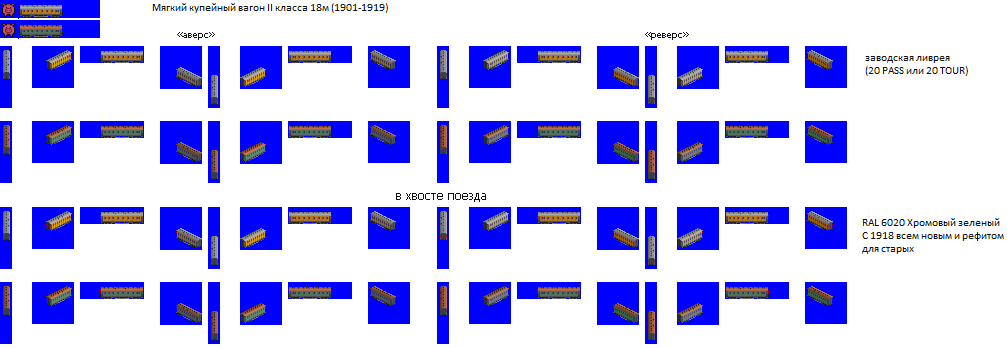 Мягкий купейный вагон II класса 18м (1901-1919)
«аверс»
«реверс»
заводская ливрея
(20 PASS или 20 TOUR)
в хвосте поезда
RAL 6020 Хромовый зеленый
С 1918 всем новым и рефитом
для старых